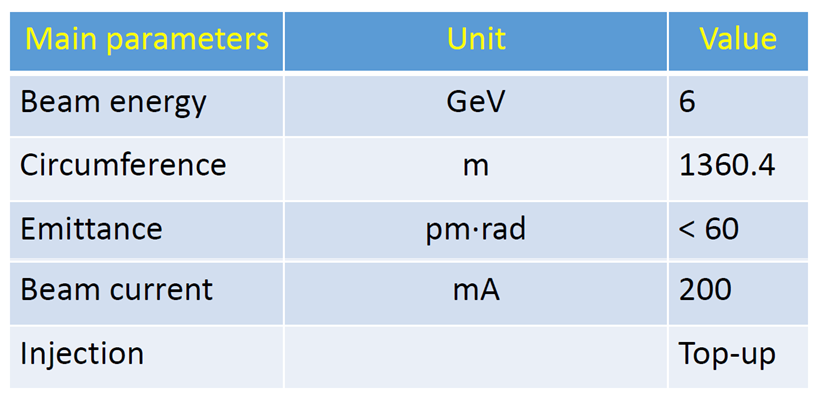 Main parameters Unit Value
Beam energy GeV 6
Circumference m 1360.4
Emittance pm·rad < 60
Beam current mA 200
Injection Top-up